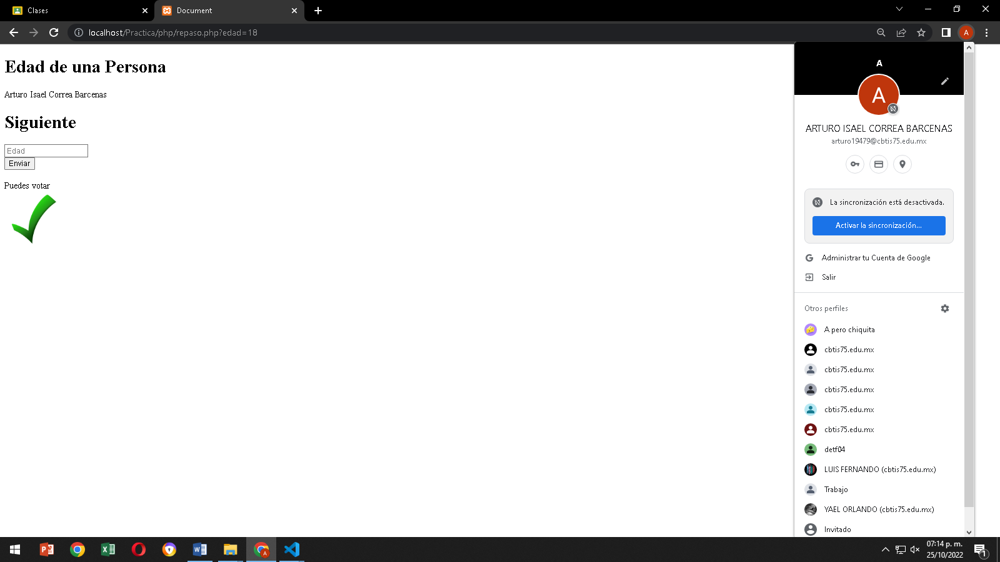 Clases
Document
localhost/Practica/php/repaso.php?edad=18
A
Edad de una Persona
Arturo Isael Correa Barcenas
Siguiente
Edad
Enviar
Puedes votar
A
A
ARTURO ISAEL CORREA BARCENAS
arturo19479@cbtis75.edu.mx
La sincronización está desactivada.
Activar la sincronización...
G Administrar tu Cuenta de Google
Salir
Otros perfiles
A pero chiquita
cbtis75.edu.mx
cbtis75.edu.mx
cbtis75.edu.mx
cbtis75.edu.mx
cbtis75.edu.mx
detf04
LUIS FERNANDO (cbtis75.edu.mx)
Trabajo
YAEL ORLANDO (cbtis75.edu.mx)
Invitado
07:14 p. m.
25/10/2022
1